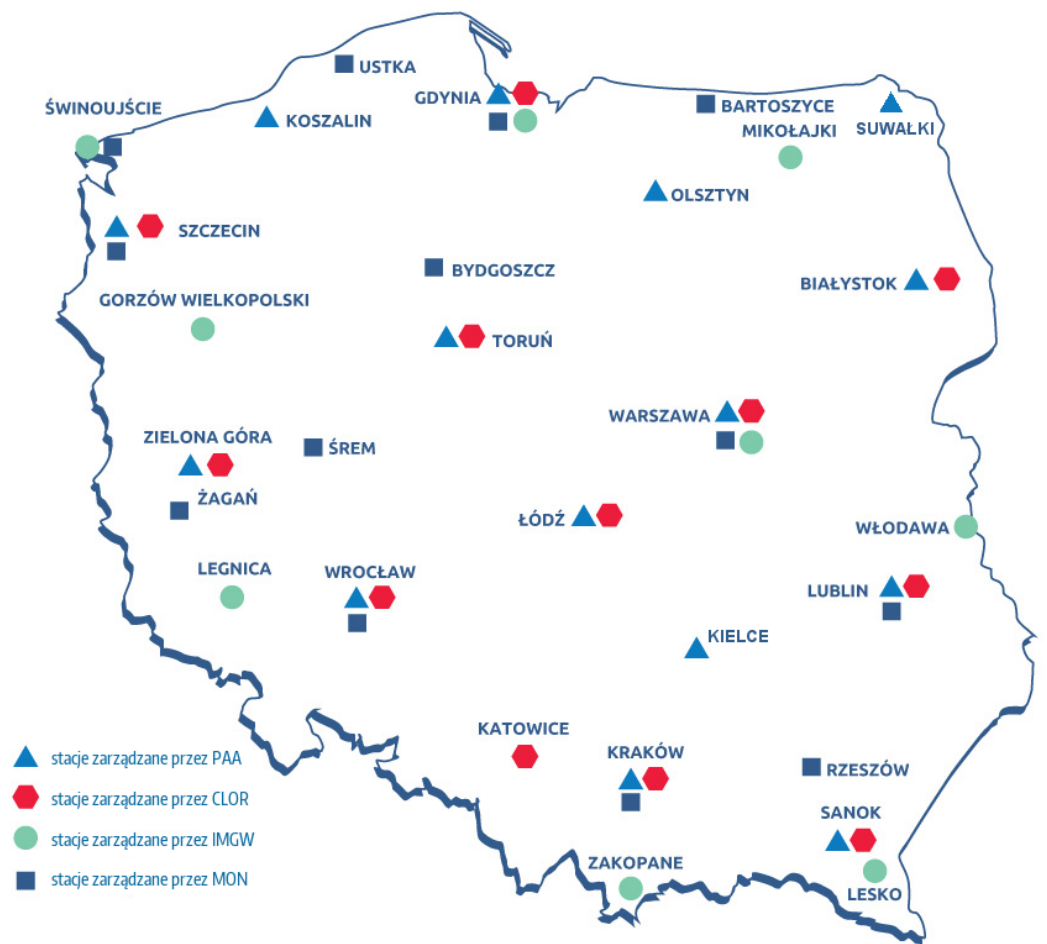 USTKA
GDYNIA
BARTOSZYCE
ŚWINOUJŚCIE
KOSZALIN
SUWAŁKI
MIKOŁAJKI
OLSZTYN
SZCZECIN
BYDGOSZCZ
BIAŁYSTOK
GORZÓW WIELKOPOLSKI
TORUŃ
WARSZAWA
ZIELONA GÓRA
ŚREM
ŻAGAŃ
ŁÓDŹ
WŁODAWA
LEGNICA
WROCŁAW
LUBLIN
KIELCE
KATOWICE
KRAKÓW
RZESZÓW
SANOK
ZAKOPANE
LESKO
stacje zarządzane przez PAA
stacje zarządzane przez CLOR
stacje zarządzane przez IMGW
stacje zarządzane przez MON